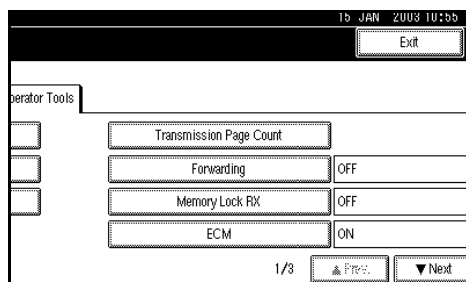 15 JAN 2003 10:55
Exit
perator Tools
Transmission Page Count
Forwarding OFF
Memory Lock RX OFF
ECM ON
1/3 ▲Prev. ▼Next